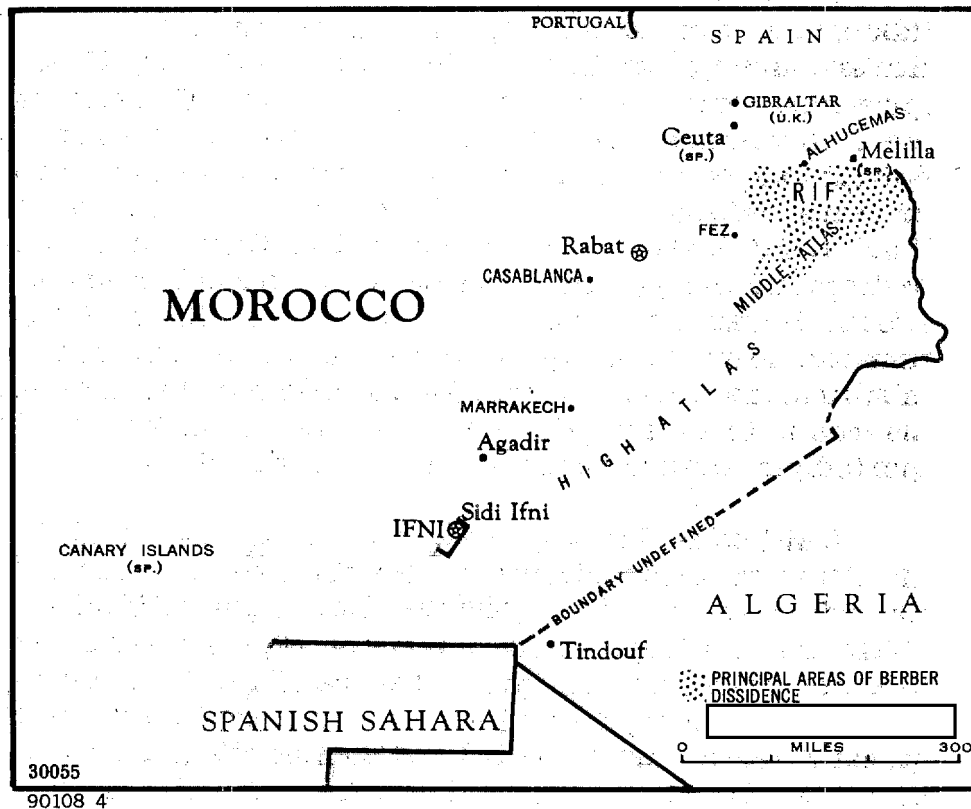 PORTUGAL
SPAIN
GIBRALTAR
(U.K.)
Ceuta
(SP.)
ALHUCEMAS
Melilla
(SP.)
RIF
FEZ
Rabat
CASABLANCA
MIDDLE ATLAS
MOROCCO
HIGH ATLAS
MARRAKECH
Agadir
Sidi Ifni
IFNI
CANARY ISLANDS
(SP.)
BOUNDARY UNDEFINED
ALGERIA
Tindouf
PRINCIPAL AREAS OF BERBER
DISSIDENCE
SPANISH SAHARA
0 MILES 300
30055
90108 4